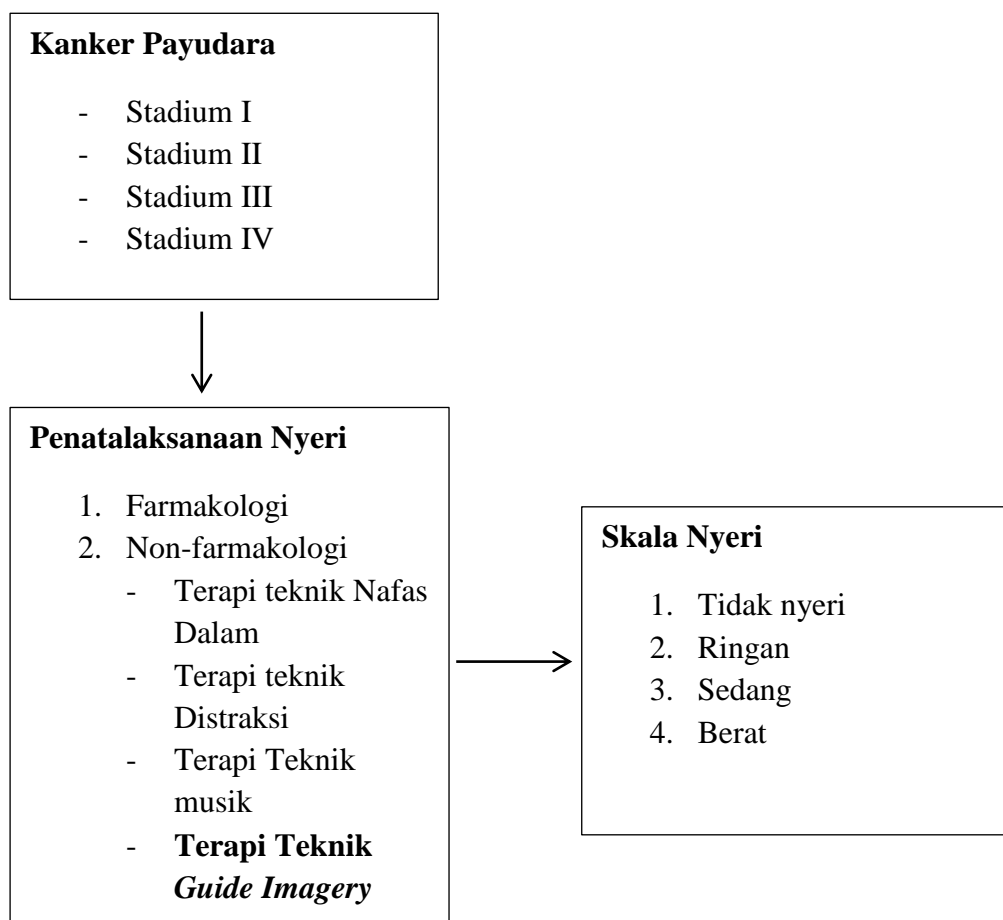 Kanker Payudara
- Stadium I
- Stadium II
- Stadium III
- Stadium IV
Penatalaksanaan Nyeri
1. Farmakologi
2. Non-farmakologi
- Terapi teknik Nafas
Dalam
- Terapi teknik
Distraksi
- Terapi Teknik
musik
- Terapi Teknik
Guide Imagery
Skala Nyeri
1. Tidak nyeri
2. Ringan
3. Sedang
4. Berat